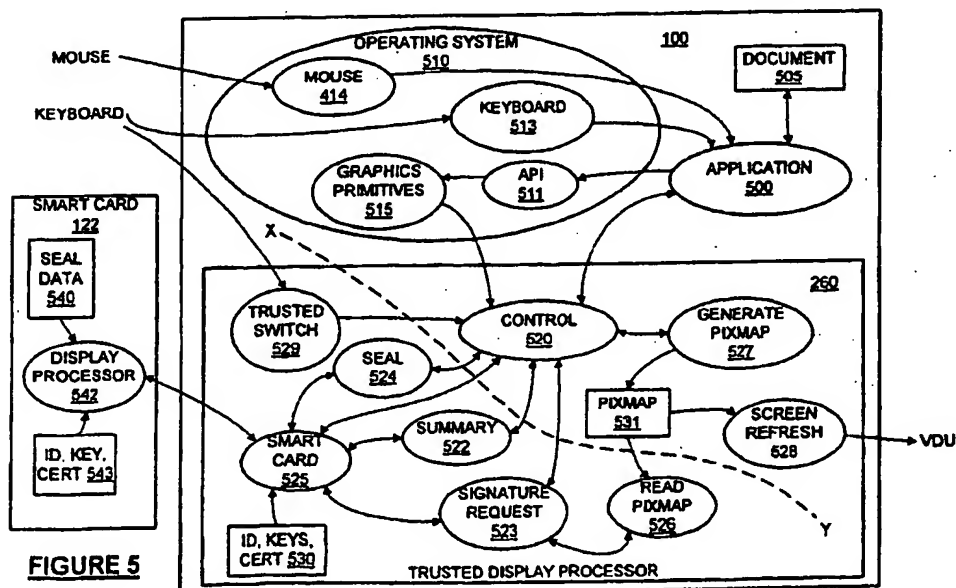 MOUSE
KEYBOARD
100
OPERATING SYSTEM
510
MOUSE
414
KEYBOARD
513
DOCUMENT
505
API
511
APPLICATION
500
GRAPHICS
PRIMITIVES
515
SMART CARD
122
SEAL
DATA
540
DISPLAY
PROCESSOR
542
ID, KEY,
CERT 543
X
260
TRUSTED
SWITCH
529
CONTROL
520
GENERATE
PIXMAP
527
SEAL
524
PIXMAP
531
SCREEN
REFRESH
528
VDU
SUMMARY
522
SMART
CARD
525
SIGNATURE
REQUEST
523
READ
PIXMAP
526
Y
ID, KEYS,
CERT 530
TRUSTED DISPLAY PROCESSOR
FIGURE 5